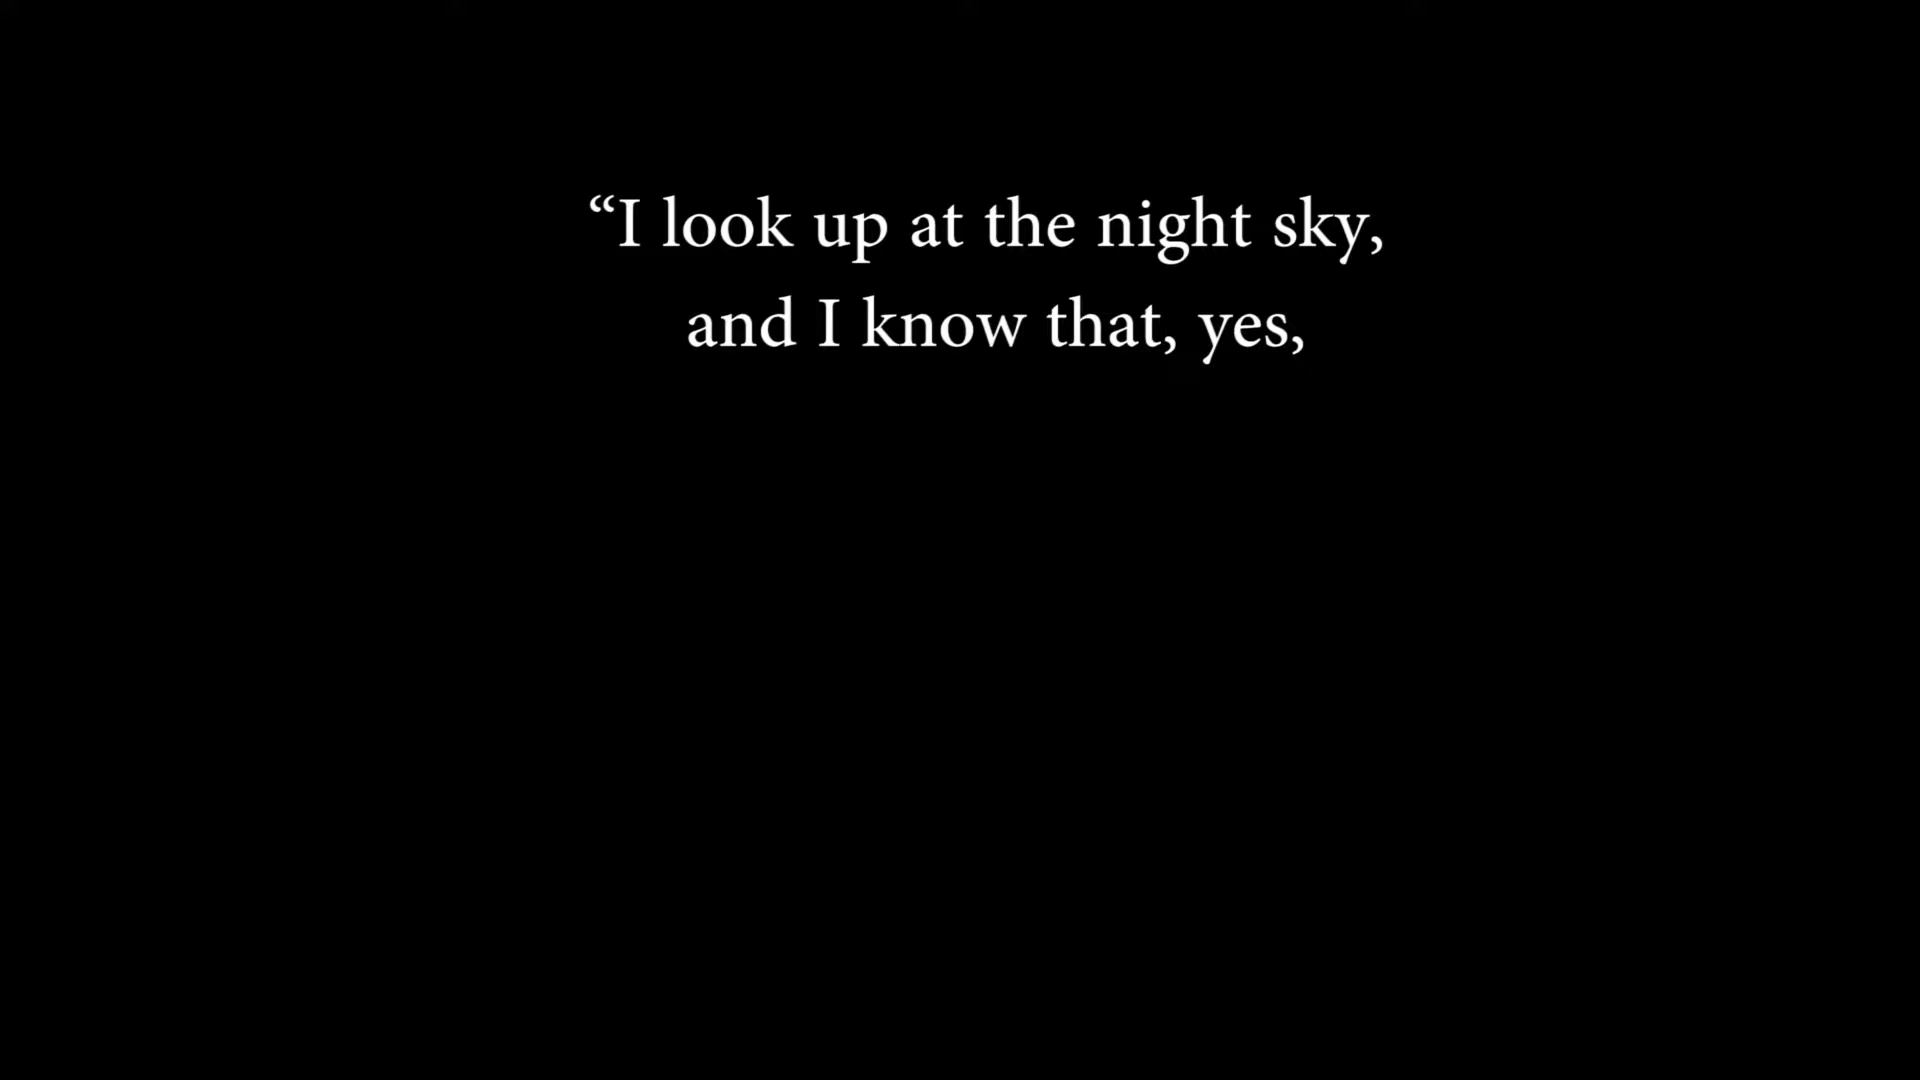 “I look up at the night sky,
and I know that, yes,